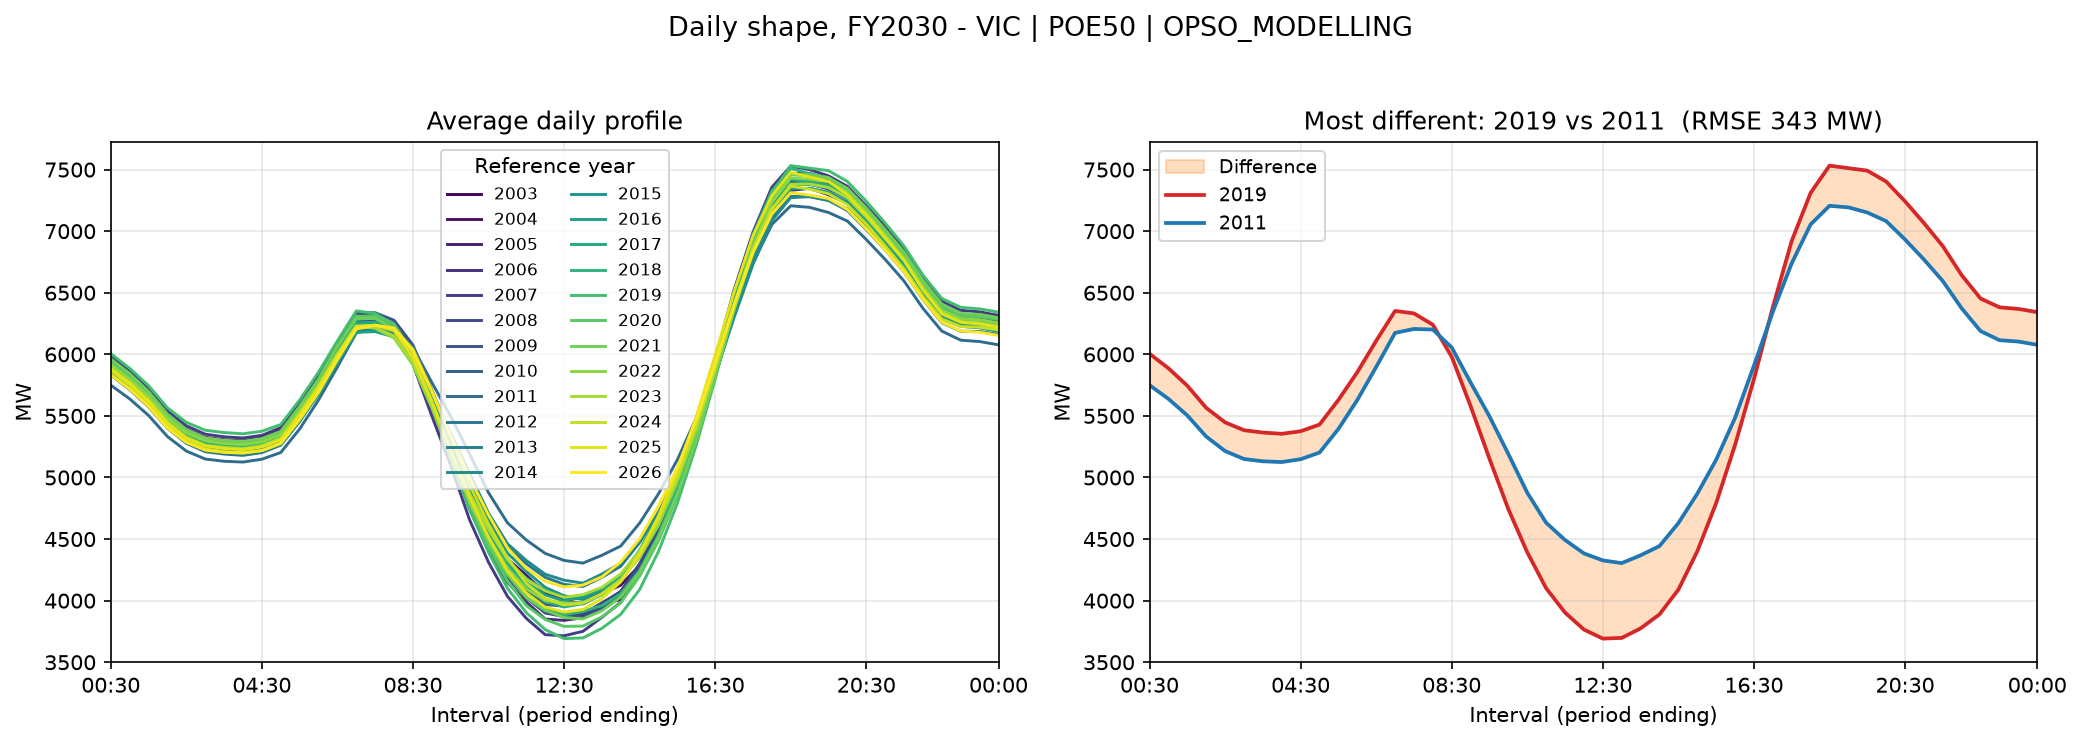 Daily shape, FY2030 - VIC | POE50 | OPSO_MODELLING
Average daily profile
MW
7500
7000
6500
6000
5500
5000
4500
4000
3500
Reference year
2003 2015
2004 2016
2005 2017
2006 2018
2007 2019
2008 2020
2009 2021
2010 2022
2011 2023
2012 2024
2013 2025
2014 2026
00:30 04:30 08:30 12:30 16:30 20:30 00:00
Interval (period ending)
Most different: 2019 vs 2011 (RMSE 343 MW)
MW
7500
7000
6500
6000
5500
5000
4500
4000
3500
Difference
2019
2011
00:30 04:30 08:30 12:30 16:30 20:30 00:00
Interval (period ending)